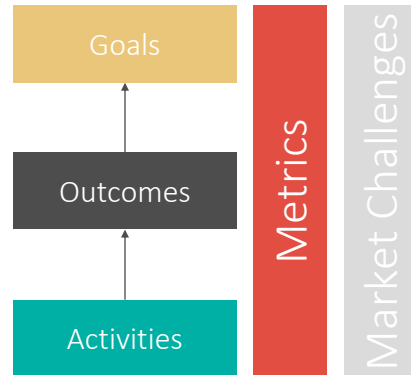 Goals
Outcomes
Activities
Metrics
Market Challenges